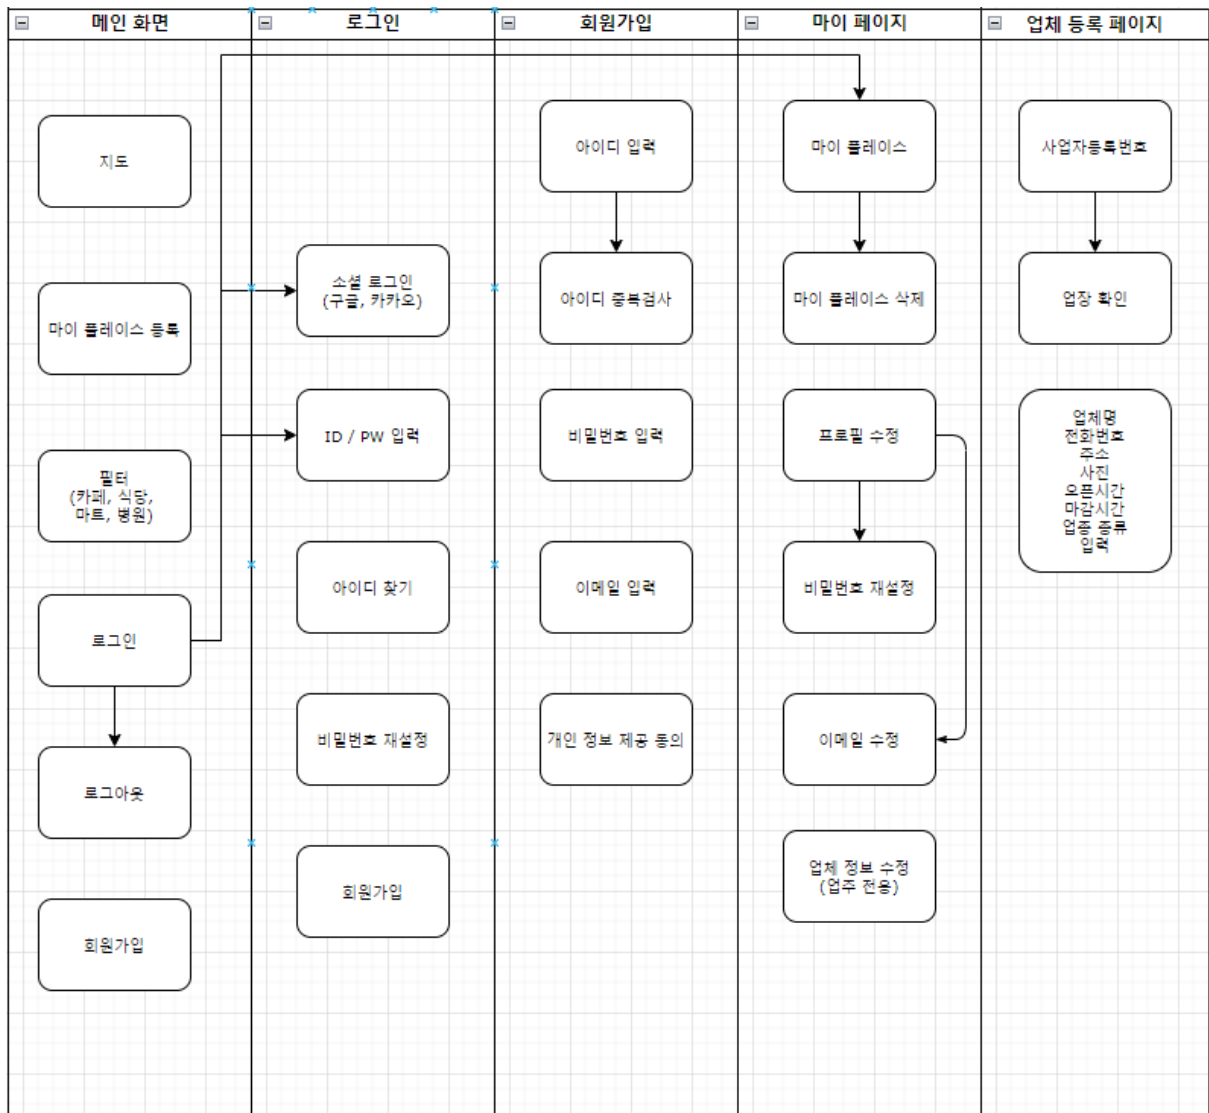 메인 화면
로그인
회원가입
마이 페이지
업체 등록 페이지
지도
마이 플레이스 등록
필터
(카페, 식당,
마트, 병원)
로그인
로그아웃
회원가입
소셜 로그인
(구글, 카카오)
ID / PW 입력
아이디 찾기
비밀번호 재설정
회원가입
아이디 입력
아이디 중복검사
비밀번호 입력
이메일 입력
개인 정보 제공 동의
마이 플레이스
마이 플레이스 삭제
프로필 수정
비밀번호 재설정
이메일 수정
업체 정보 수정
(업주 전용)
사업자등록번호
업장 확인
업체명
전화번호
주소
사진
오픈시간
마감시간
업종 종류
입력